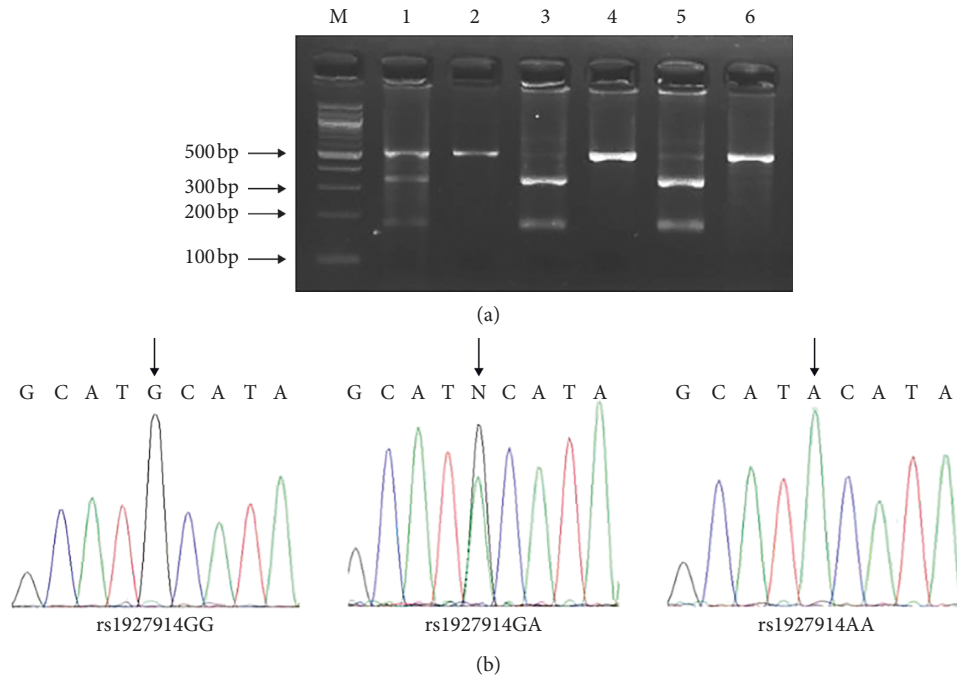 M 1 2 3 4 5 6
500 bp
300 bp
200 bp
100 bp
(a)
G C A T G C A T A
G C A T N C A T A
G C A T A C A T A
rs1927914GG
rs1927914GA
rs1927914AA
(b)